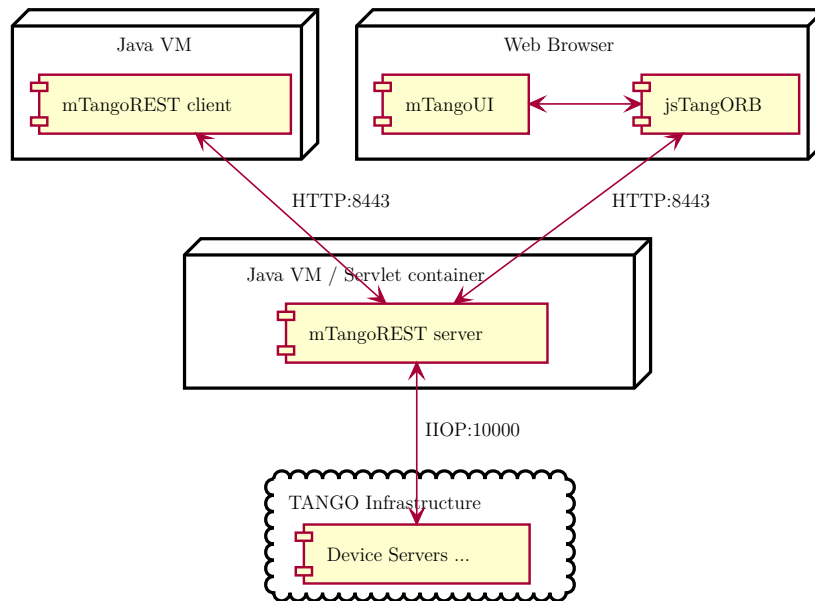 Java VM
Web Browser
mTangoREST client
mTangoUI
jsTangORB
HTTP:8443
HTTP:8443
Java VM / Servlet container
mTangoREST server
IIOP:10000
TANGO Infrastructure
Device Servers ...